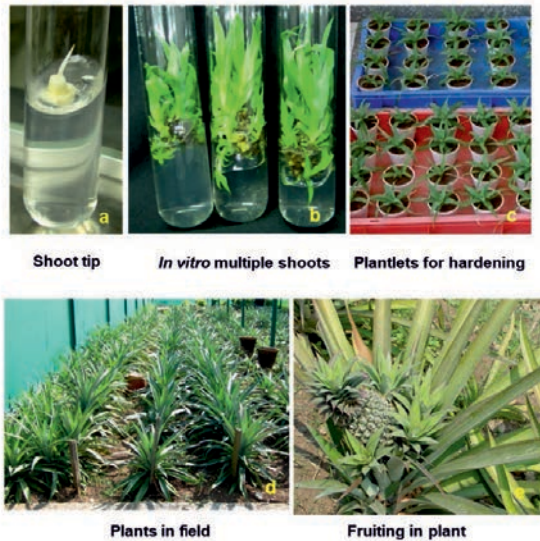 a
b
c
Shoot tip
In vitro multiple shoots
Plantlets for hardening
d
e
Plants in field
Fruiting in plant